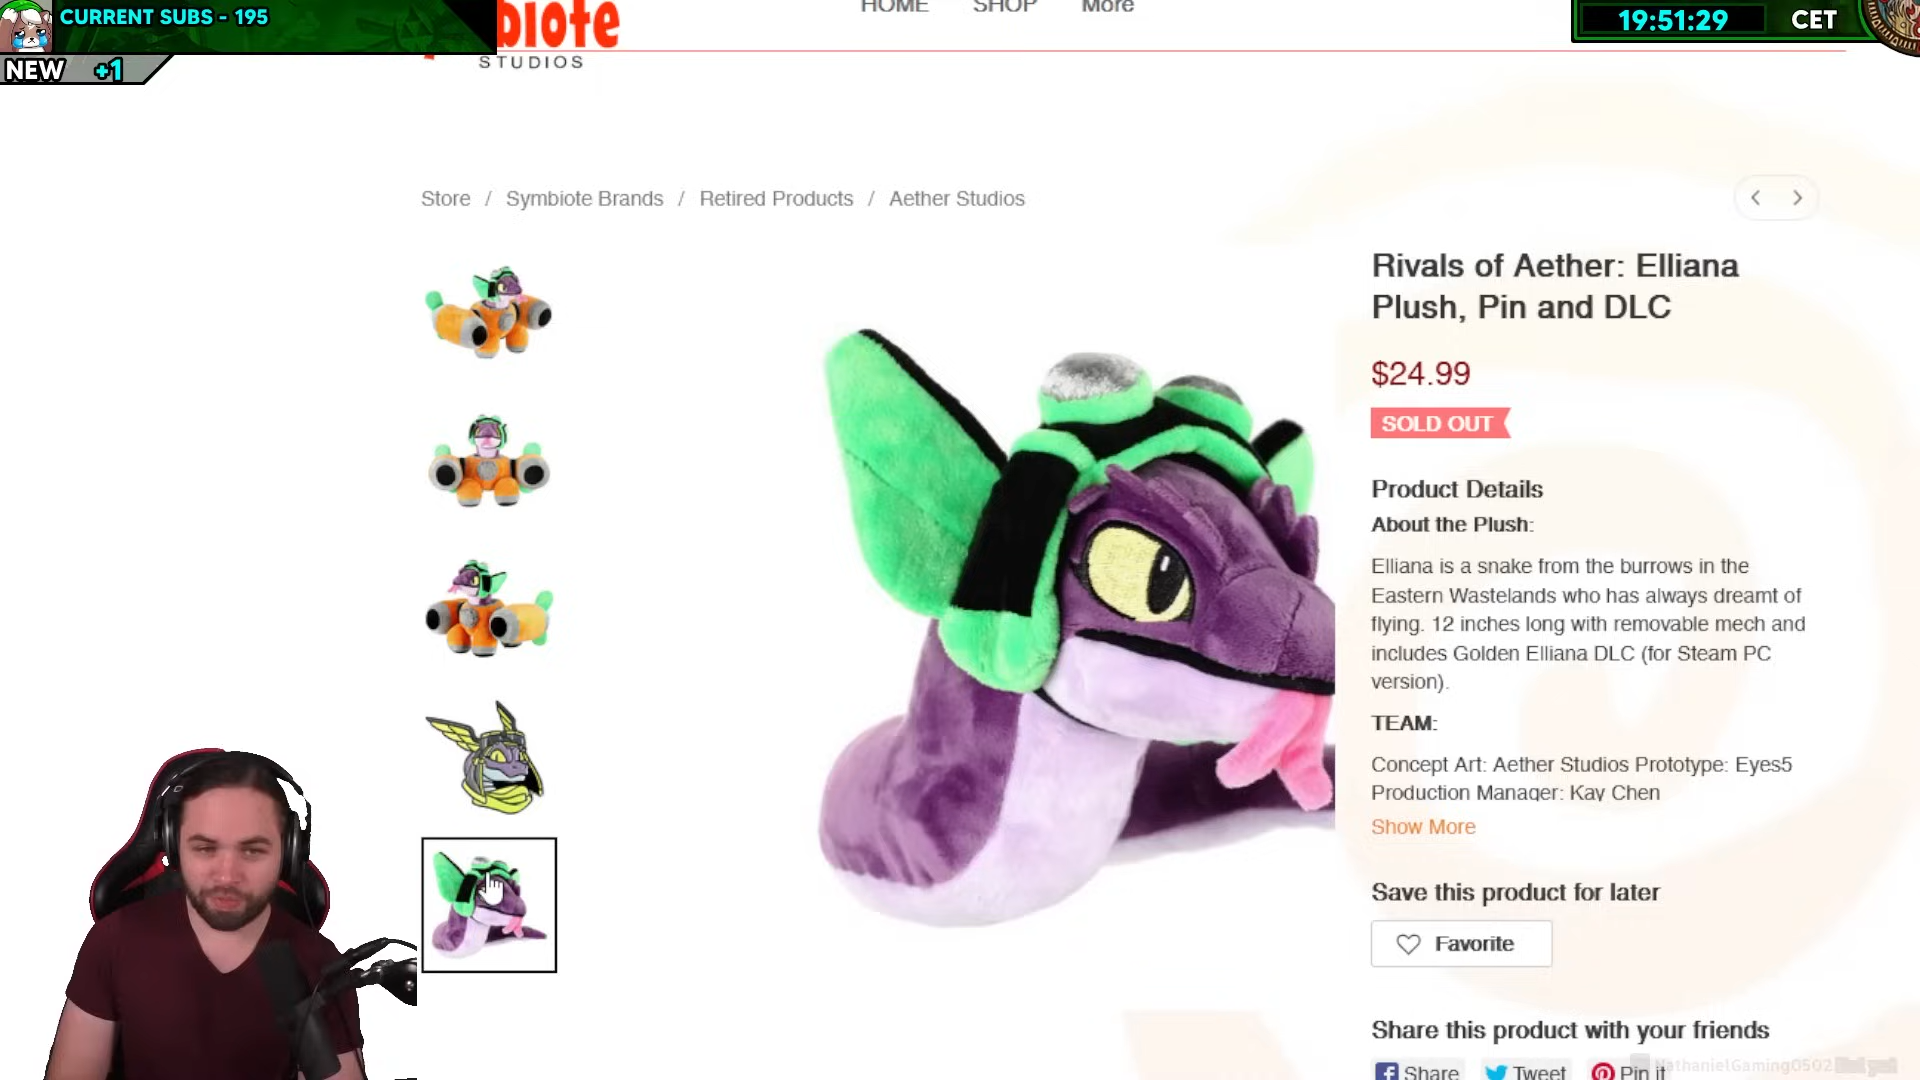 CURRENT SUBS - 195
NEW +1
biote
STUDIOS
HOME SHOP More
19:51:29 CET
Store / Symbiote Brands / Retired Products / Aether Studios
Rivals of Aether: Elliana
Plush, Pin and DLC
$24.99
SOLD OUT
Product Details
About the Plush:
Elliana is a snake from the burrows in the
Eastern Wastelands who has always dreamt of
flying. 12 inches long with removable mech and
includes Golden Elliana DLC (for Steam PC
version).
TEAM:
Concept Art: Aether Studios Prototype: Eyes5
Production Manager: Kay Chen
Show More
Save this product for later
Favorite
Share this product with your friends
Share Tweet Pin it
NathanielGaming0502